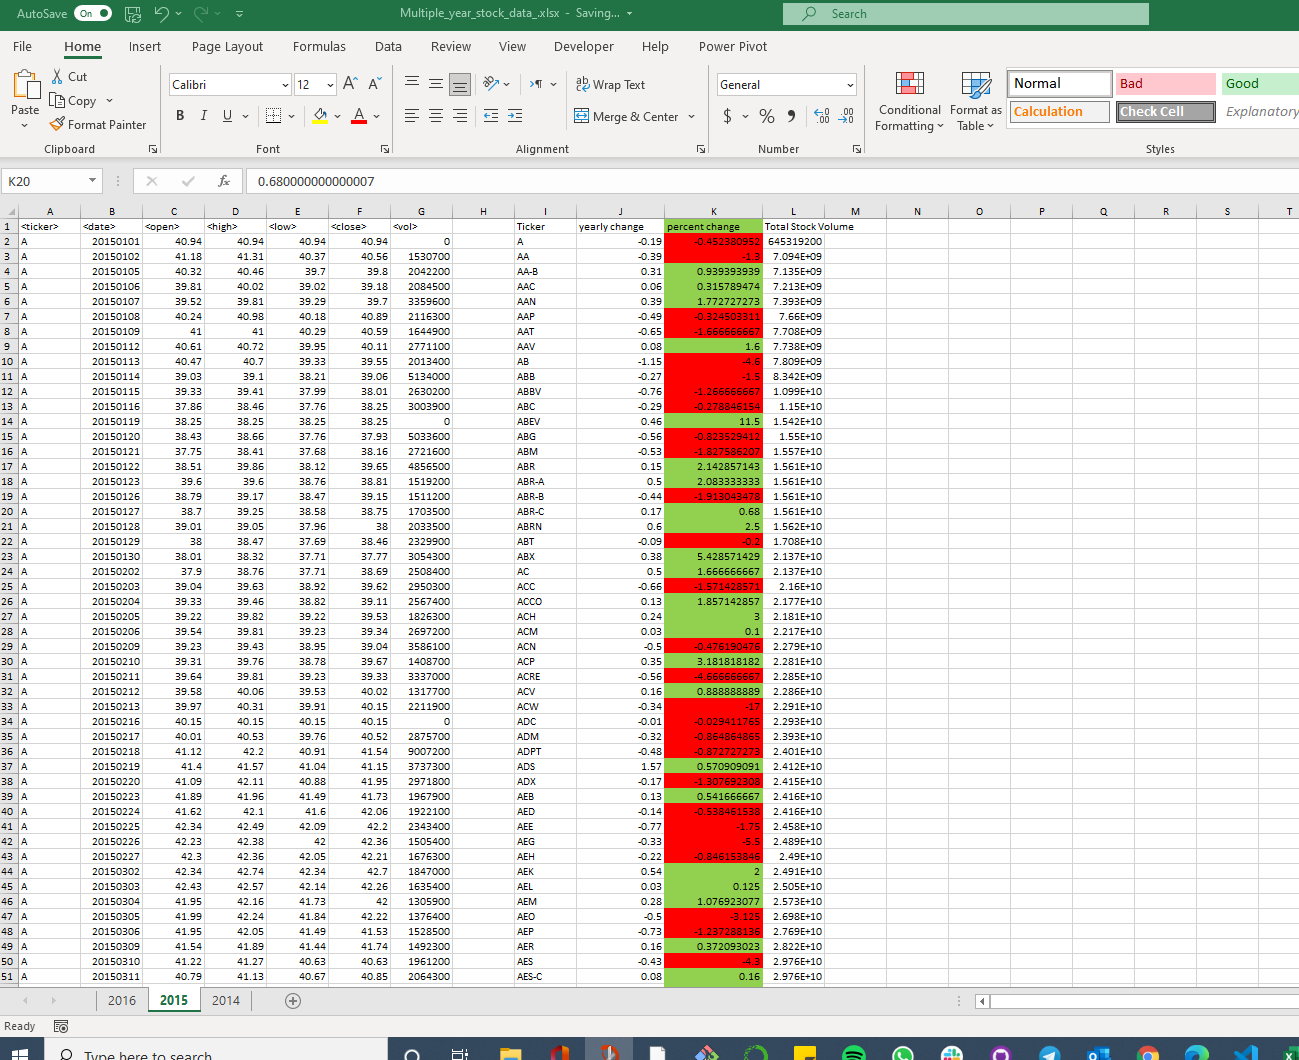 AutoSave On Multiple_year_stock_data_.xlsx - Saving... Search
File Home Insert Page Layout Formulas Data Review View Developer Help Power Pivot
Paste Cut Calibri 12 Wrap Text General Conditional Formatting Format as Table Normal Bad Good
Copy B I U Merge & Center $ % Calculation Check Cell Explanatory
Format Painter
Clipboard Font Alignment Number Styles
K20 fx 0.680000000000007
A B C D E F G H I J K L M N O P Q R S T
1 <ticker> <date> <open> <high> <low> <close> <vol> Ticker yearly change percent change Total Stock Volume
2 A 20150101 40.94 40.94 40.94 40.94 0 A -0.19 -0.452380952 645319200
3 A 20150102 41.18 41.31 40.37 40.56 1530700 AA -0.39 -1.3 7.094E+09
4 A 20150105 40.32 40.46 39.7 39.8 2042200 AA-B 0.31 0.939393939 7.135E+09
5 A 20150106 39.81 40.02 39.02 39.18 2084500 AAC 0.06 0.315789474 7.213E+09
6 A 20150107 39.52 39.81 39.29 39.7 3359600 AAN 0.39 1.772727273 7.393E+09
7 A 20150108 40.24 40.98 40.18 40.89 2116300 AAP -0.49 -0.324503311 7.66E+09
8 A 20150109 41 41 40.29 40.59 1644900 AAT -0.65 -1.666666667 7.708E+09
9 A 20150112 40.61 40.72 39.95 40.11 2771100 AAV 0.08 1.6 7.738E+09
10 A 20150113 40.47 40.7 39.33 39.55 2013400 AB -1.15 -4.6 7.809E+09
11 A 20150114 39.03 39.1 38.21 39.06 5134000 ABB -0.27 -1.5 8.342E+09
12 A 20150115 39.33 39.41 37.99 38.01 2630200 ABBV -0.76 -1.266666667 1.099E+10
13 A 20150116 37.86 38.46 37.76 38.25 3003900 ABC -0.29 -0.278846154 1.15E+10
14 A 20150119 38.25 38.25 38.25 38.25 0 ABEV 0.46 11.5 1.542E+10
15 A 20150120 38.43 38.66 37.76 37.93 5033600 ABG -0.56 -0.823529412 1.55E+10
16 A 20150121 37.75 38.41 37.68 38.16 2721600 ABM -0.53 -1.827586207 1.557E+10
17 A 20150122 38.51 39.86 38.12 39.65 4856500 ABR 0.15 2.142857143 1.561E+10
18 A 20150123 39.6 39.6 38.76 38.81 1519200 ABR-A 0.5 2.083333333 1.561E+10
19 A 20150126 38.79 39.17 38.47 39.15 1511200 ABR-B -0.44 -1.913043478 1.561E+10
20 A 20150127 38.7 39.25 38.58 38.75 1703500 ABR-C 0.17 0.68 1.561E+10
21 A 20150128 39.01 39.05 37.96 38 2033500 ABRN 0.6 2.5 1.562E+10
22 A 20150129 38 38.47 37.69 38.46 2329900 ABT -0.09 -0.2 1.708E+10
23 A 20150130 38.01 38.32 37.71 37.77 3054300 ABX 0.38 5.428571429 2.137E+10
24 A 20150202 37.9 38.76 37.71 38.69 2508400 AC 0.5 1.666666667 2.137E+10
25 A 20150203 39.04 39.63 38.92 39.62 2950300 ACC -0.66 -1.571428571 2.16E+10
26 A 20150204 39.33 39.46 38.82 39.11 2567400 ACCO 0.13 1.857142857 2.177E+10
27 A 20150205 39.22 39.82 39.22 39.53 1826300 ACH 0.24 3 2.181E+10
28 A 20150206 39.54 39.81 39.23 39.34 2697200 ACM 0.03 0.1 2.217E+10
29 A 20150209 39.23 39.43 38.95 39.04 3586100 ACN -0.5 -0.476190476 2.279E+10
30 A 20150210 39.31 39.76 38.78 39.67 1408700 ACP 0.35 3.181818182 2.281E+10
31 A 20150211 39.64 39.81 39.23 39.33 3337000 ACRE -0.56 -4.666666667 2.285E+10
32 A 20150212 39.58 40.06 39.53 40.02 1317700 ACV 0.16 0.888888889 2.286E+10
33 A 20150213 39.97 40.31 39.91 40.15 2211900 ACW -0.34 -17 2.291E+10
34 A 20150216 40.15 40.15 40.15 40.15 0 ADC -0.01 -0.029411765 2.293E+10
35 A 20150217 40.01 40.53 39.76 40.52 2875700 ADM -0.32 -0.864864865 2.393E+10
36 A 20150218 41.12 42.2 40.91 41.54 9007200 ADPT -0.48 -0.872727273 2.401E+10
37 A 20150219 41.4 41.57 41.04 41.15 3737300 ADS 1.57 0.570909091 2.412E+10
38 A 20150220 41.09 42.11 40.88 41.95 2971800 ADX -0.17 -1.307692308 2.415E+10
39 A 20150223 41.89 41.96 41.49 41.73 1967900 AEB 0.13 0.541666667 2.416E+10
40 A 20150224 41.62 42.1 41.6 42.06 1922100 AED -0.14 -0.538461538 2.416E+10
41 A 20150225 42.34 42.49 42.09 42.2 2343400 AEE -0.77 -1.75 2.458E+10
42 A 20150226 42.23 42.38 42 42.36 1505400 AEG -0.33 -5.5 2.489E+10
43 A 20150227 42.3 42.36 42.05 42.21 1676300 AEH -0.22 -0.846153846 2.49E+10
44 A 20150302 42.34 42.74 42.34 42.7 1847000 AEK 0.54 2 2.491E+10
45 A 20150303 42.43 42.57 42.14 42.26 1635400 AEL 0.03 0.125 2.505E+10
46 A 20150304 41.95 42.16 41.73 42 1305900 AEM 0.28 1.076923077 2.573E+10
47 A 20150305 41.99 42.24 41.84 42.22 1376400 AEO -0.5 -3.125 2.698E+10
48 A 20150306 41.95 42.05 41.49 41.53 1528500 AEP -0.73 -1.237288136 2.769E+10
49 A 20150309 41.54 41.89 41.44 41.74 1492300 AER 0.16 0.372093023 2.822E+10
50 A 20150310 41.22 41.27 40.63 40.63 1961200 AES -0.43 -4.3 2.976E+10
51 A 20150311 40.79 41.13 40.67 40.85 2064300 AES-C 0.08 0.16 2.976E+10
2016 2015 2014
Ready
Type here to search